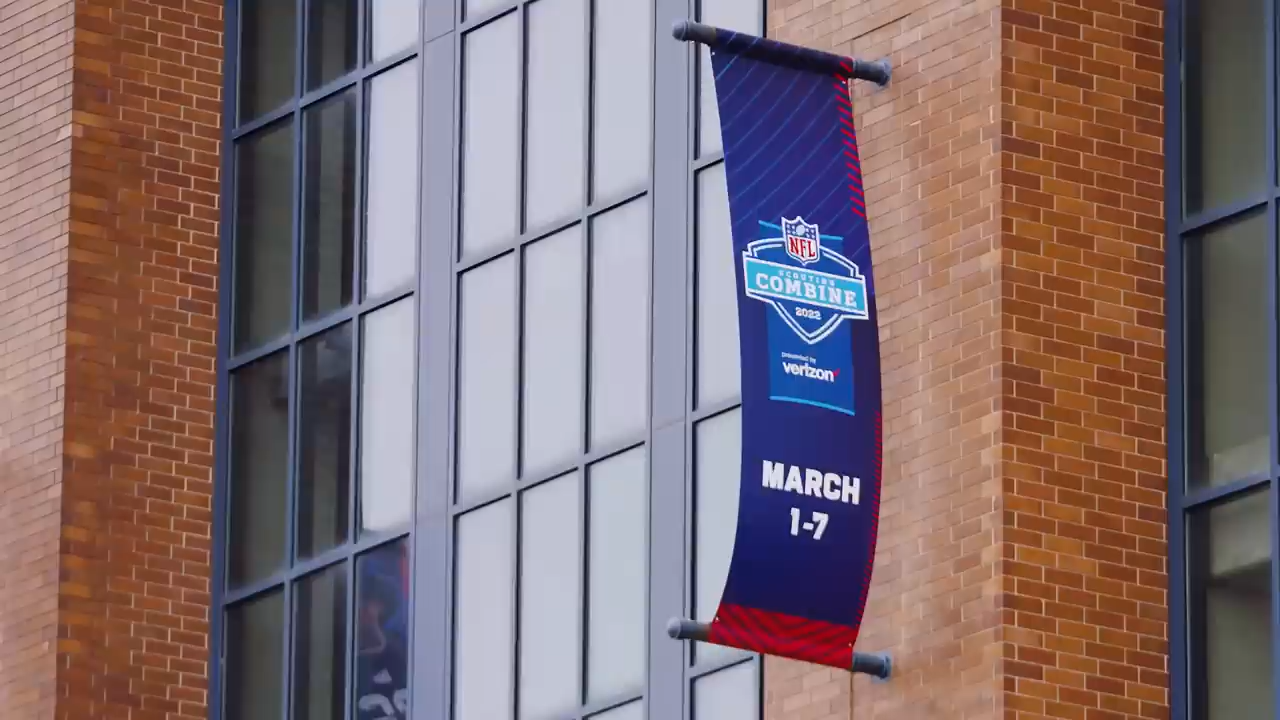 NFL
SCOUTING
COMBINE
2022
presented by
verizon
MARCH
1-7